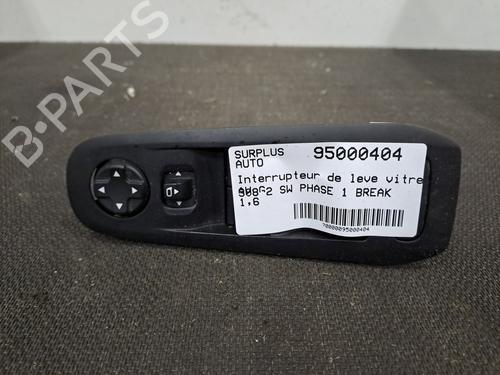 B-PARTS
SURPLUS AUTO 95000404
Interrupteur de leve vitre
SW PHASE 1 BREAK
1,6